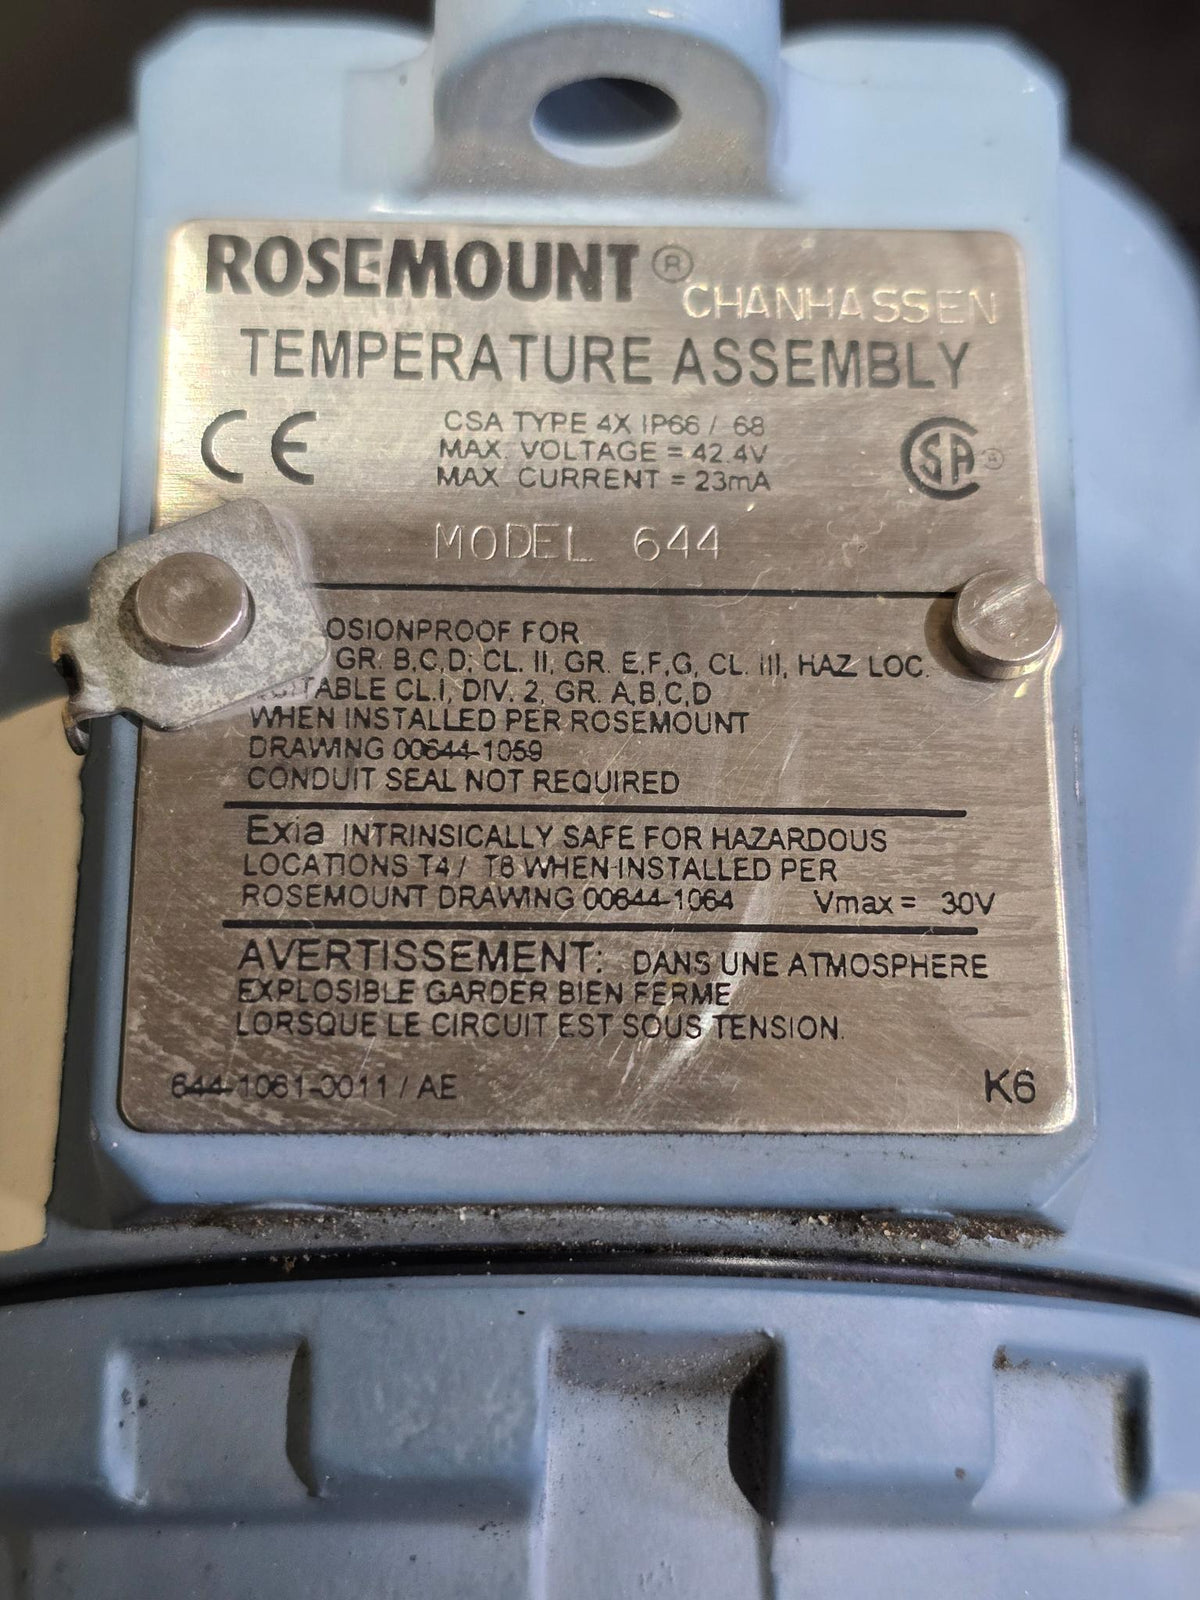 ROSEMOUNT® CHANHASSEN
TEMPERATURE ASSEMBLY
CE
CSA TYPE 4X IP66 / 68
MAX. VOLTAGE = 42.4V
MAX. CURRENT = 23mA
SA®
MODEL 644
OSIONPROOF FOR
GR. B,C,D; CL. II, GR. E,F,G, CL. III, HAZ. LOC.
TABLE CL.I, DIV. 2, GR. A,B,C,D
WHEN INSTALLED PER ROSEMOUNT
DRAWING 00644-1059
CONDUIT SEAL NOT REQUIRED
Exia INTRINSICALLY SAFE FOR HAZARDOUS
LOCATIONS T4 / T6 WHEN INSTALLED PER
ROSEMOUNT DRAWING 00644-1064 Vmax = 30V
AVERTISSEMENT: DANS UNE ATMOSPHERE
EXPLOSIBLE GARDER BIEN FERME
LORSQUE LE CIRCUIT EST SOUS TENSION.
644-1061-0011 / AE K6